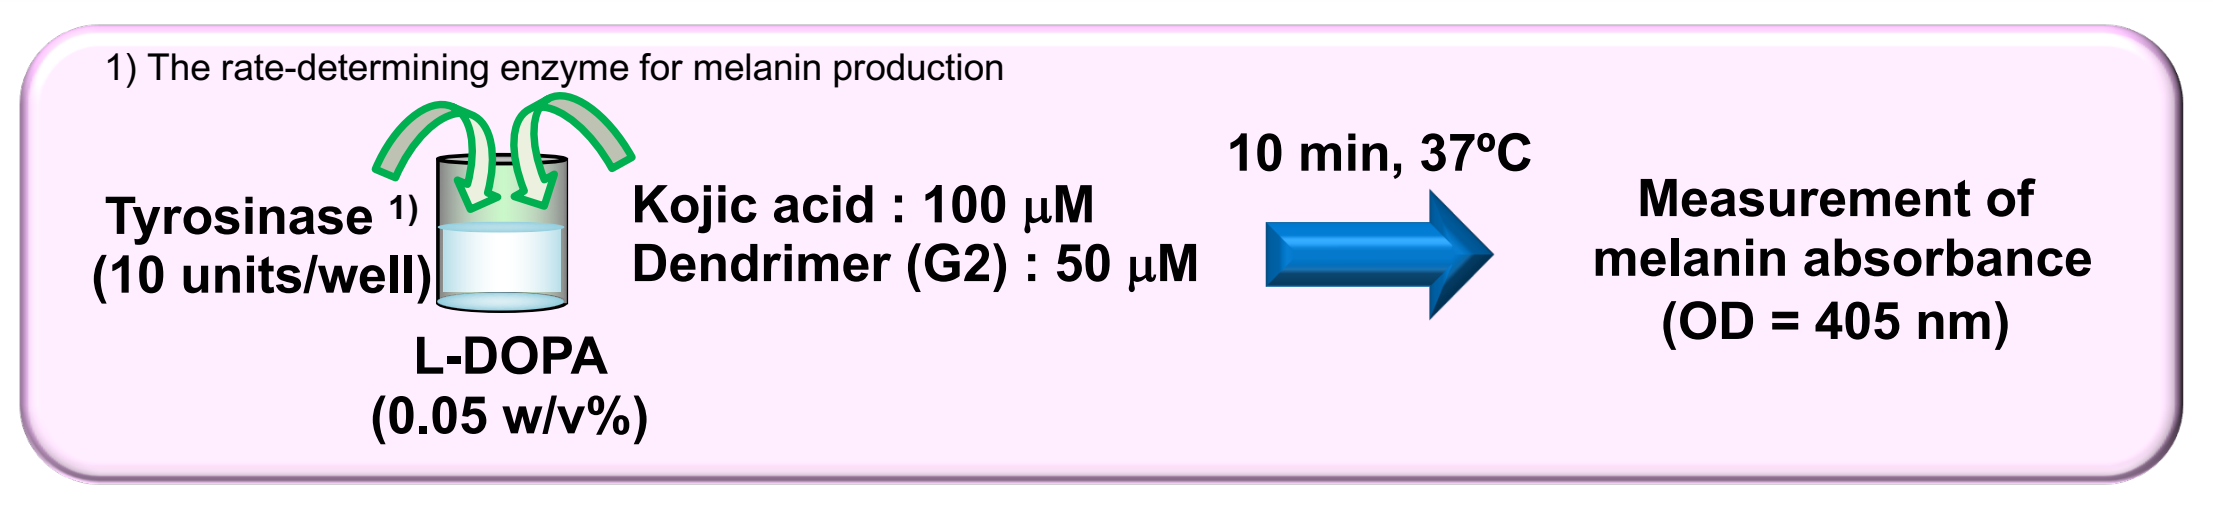 1) The rate-determining enzyme for melanin production
Tyrosinase 1)
(10 units/well)
L-DOPA
(0.05 w/v%)
Kojic acid : 100 μM
Dendrimer (G2) : 50 μM
10 min, 37ºC
Measurement of
melanin absorbance
(OD = 405 nm)